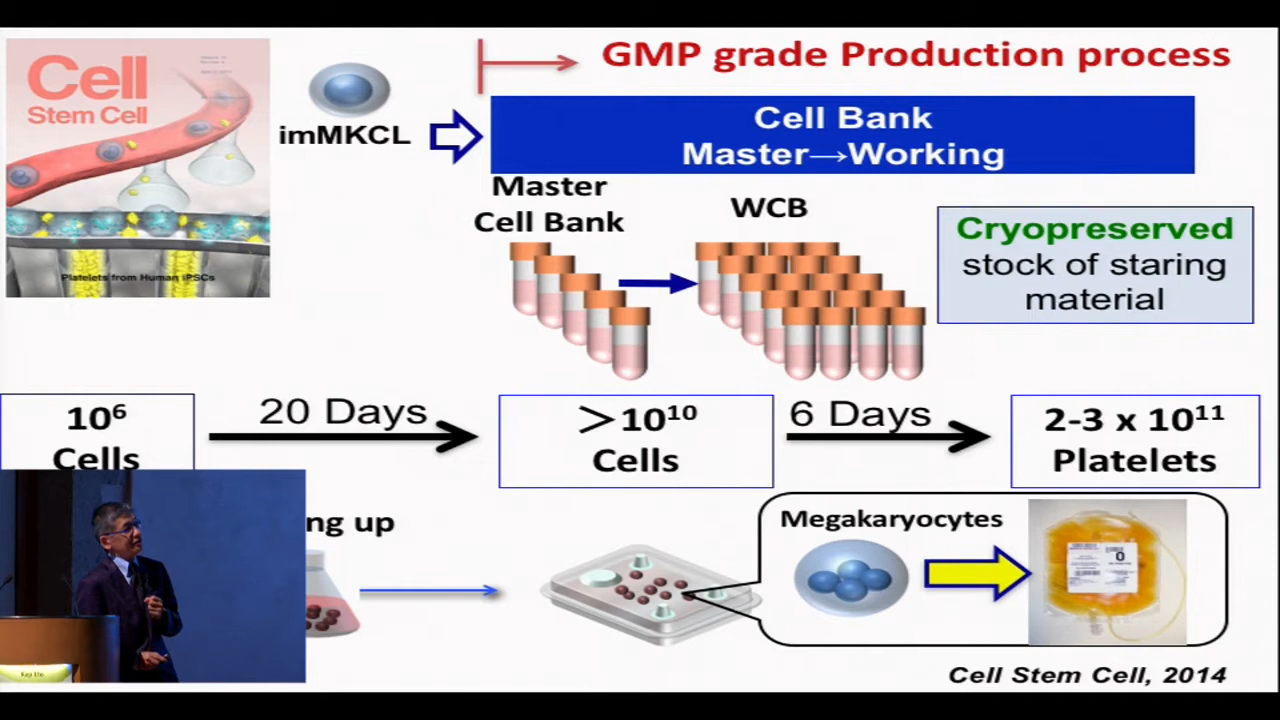 GMP grade Production process
Cell
Stem Cell
Platelets from Human iPSCs
imMKCL
Cell Bank
Master→Working
Master
Cell Bank
WCB
Cryopreserved
stock of staring
material
10⁶
Cells
20 Days
＞10¹⁰
Cells
6 Days
2-3 x 10¹¹
Platelets
ng up
Megakaryocytes
O
Cell Stem Cell, 2014